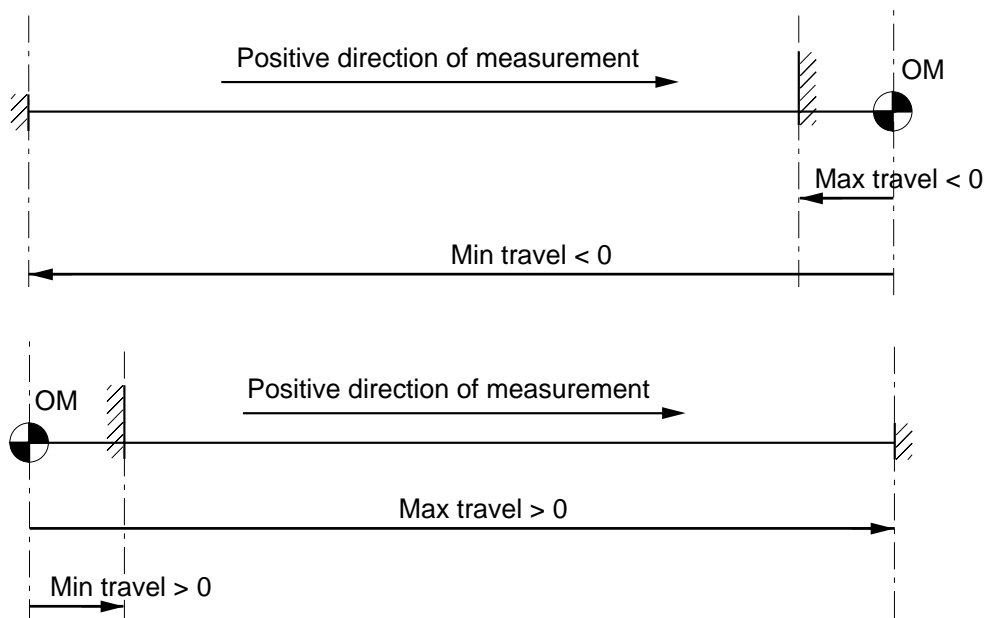 Positive direction of measurement
OM
Max travel < 0
Min travel < 0
Positive direction of measurement
OM
Max travel > 0
Min travel > 0